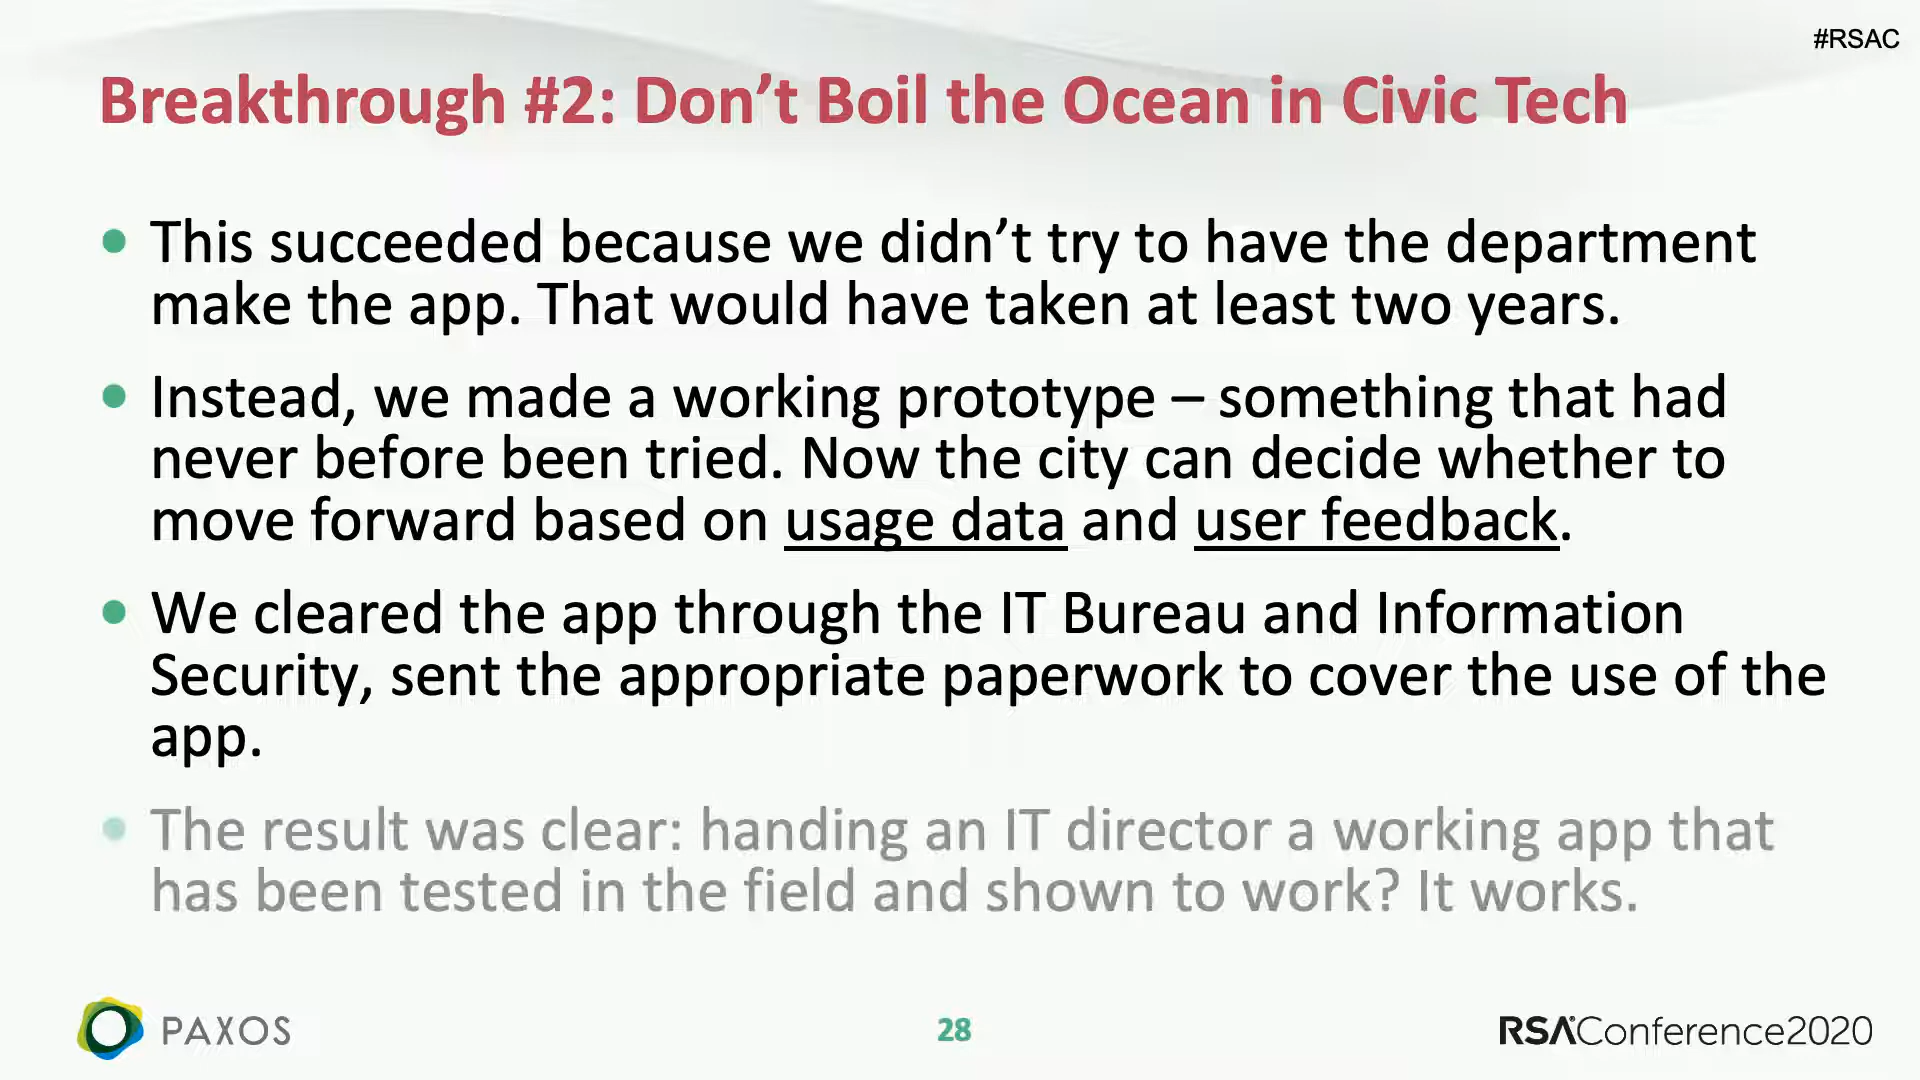 #RSAC
Breakthrough #2: Don’t Boil the Ocean in Civic Tech
• This succeeded because we didn’t try to have the department
make the app. That would have taken at least two years.
• Instead, we made a working prototype – something that had
never before been tried. Now the city can decide whether to
move forward based on usage data and user feedback.
• We cleared the app through the IT Bureau and Information
Security, sent the appropriate paperwork to cover the use of the
app.
• The result was clear: handing an IT director a working app that
has been tested in the field and shown to work? It works.
PAXOS
28
RSA Conference2020